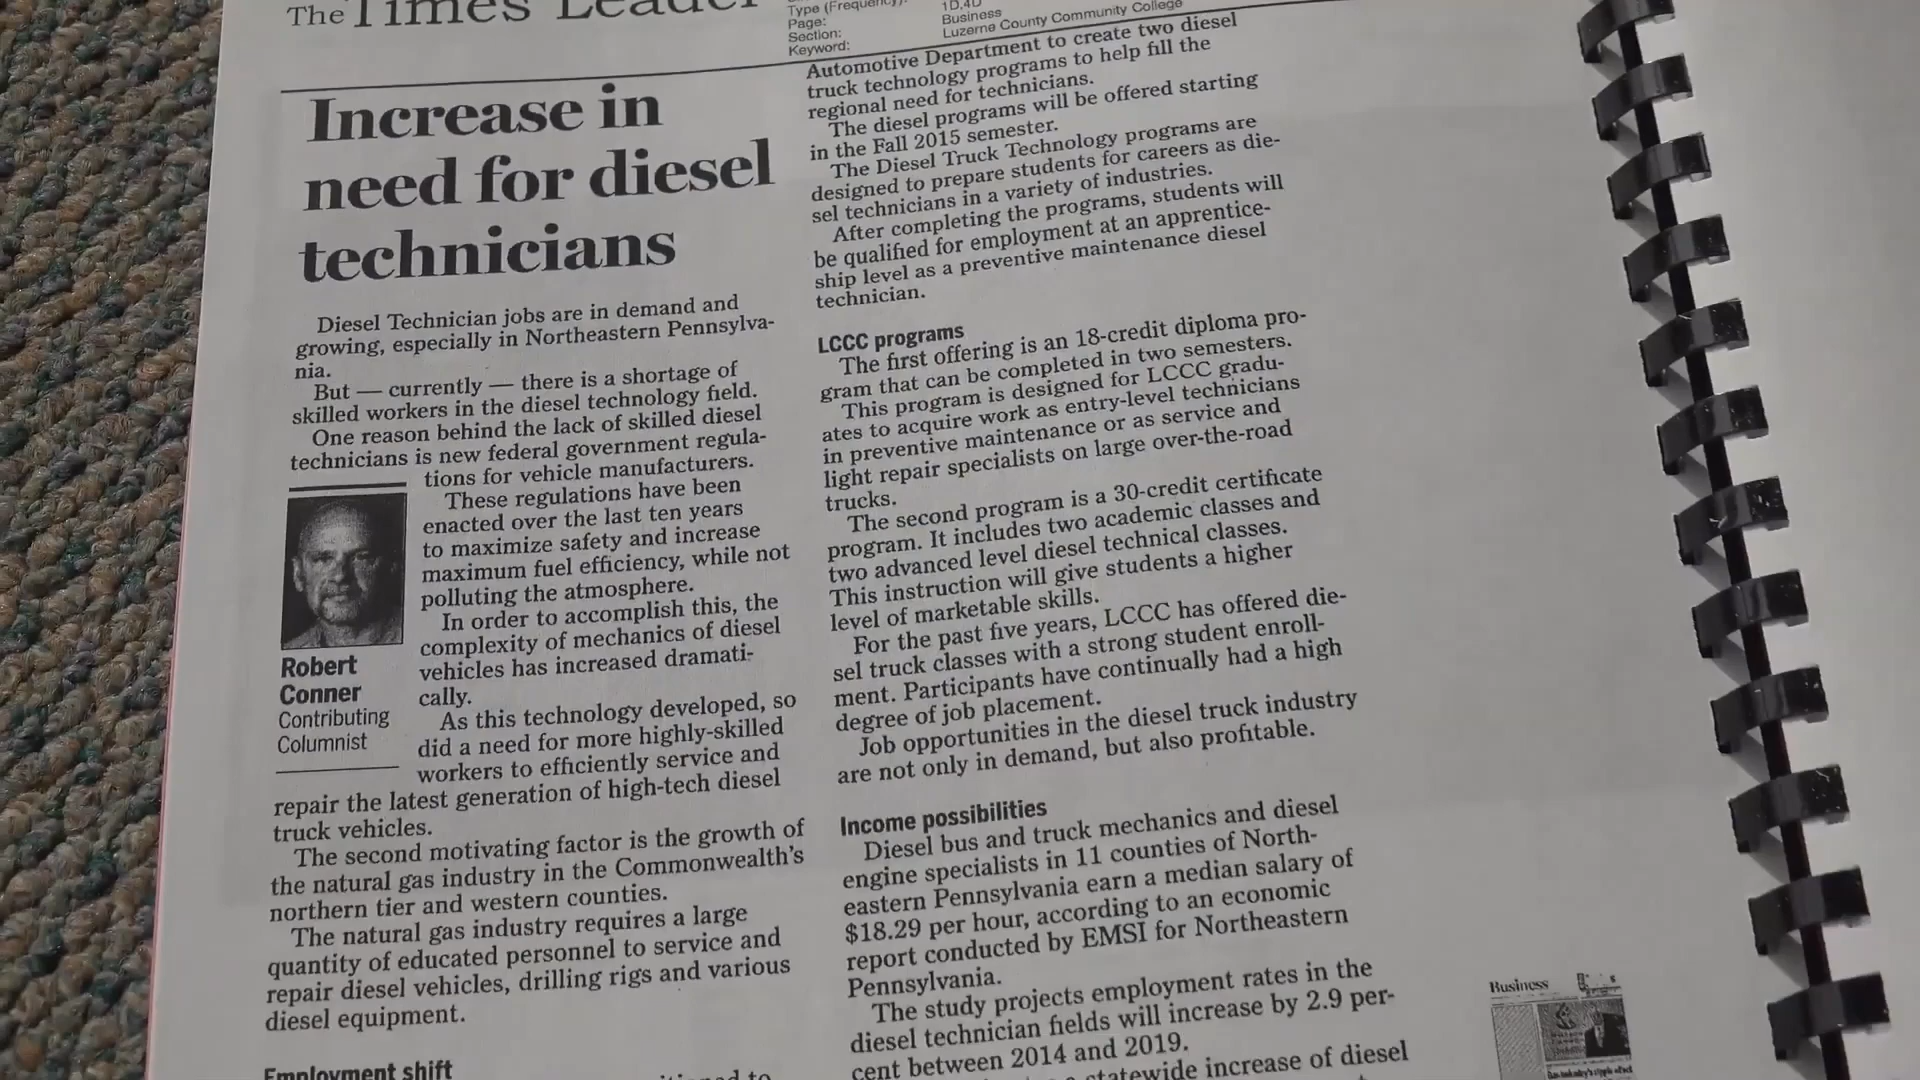 The Times Leader
Type (Frequency):
Page:
1D,4D
Section:
Business
Keyword:
Luzerne County Community College
Increase in
need for diesel
technicians
Diesel Technician jobs are in demand and
growing, especially in Northeastern Pennsylva-
nia.
But — currently — there is a shortage of
skilled workers in the diesel technology field.
One reason behind the lack of skilled diesel
technicians is new federal government regula-
tions for vehicle manufacturers.
These regulations have been
enacted over the last ten years
to maximize safety and increase
maximum fuel efficiency, while not
polluting the atmosphere.
In order to accomplish this, the
complexity of mechanics of diesel
vehicles has increased dramati-
cally.
As this technology developed, so
did a need for more highly-skilled
workers to efficiently service and
repair the latest generation of high-tech diesel
truck vehicles.
Robert
Conner
Contributing
Columnist
The second motivating factor is the growth of
the natural gas industry in the Commonwealth's
northern tier and western counties.
The natural gas industry requires a large
quantity of educated personnel to service and
repair diesel vehicles, drilling rigs and various
diesel equipment.
Employment shift
Automotive Department to create two diesel
truck technology programs to help fill the
regional need for technicians.
The diesel programs will be offered starting
in the Fall 2015 semester.
The Diesel Truck Technology programs are
designed to prepare students for careers as die-
sel technicians in a variety of industries.
After completing the programs, students will
be qualified for employment at an apprentice-
ship level as a preventive maintenance diesel
technician.
LCCC programs
The first offering is an 18-credit diploma pro-
gram that can be completed in two semesters.
This program is designed for LCCC gradu-
ates to acquire work as entry-level technicians
in preventive maintenance or as service and
light repair specialists on large over-the-road
trucks.
The second program is a 30-credit certificate
program. It includes two academic classes and
two advanced level diesel technical classes.
This instruction will give students a higher
level of marketable skills.
For the past five years, LCCC has offered die-
sel truck classes with a strong student enroll-
ment. Participants have continually had a high
degree of job placement.
Job opportunities in the diesel truck industry
are not only in demand, but also profitable.
Income possibilities
Diesel bus and truck mechanics and diesel
engine specialists in 11 counties of North-
eastern Pennsylvania earn a median salary of
$18.29 per hour, according to an economic
report conducted by EMSI for Northeastern
Pennsylvania.
The study projects employment rates in the
diesel technician fields will increase by 2.9 per-
cent between 2014 and 2019.
statewide increase of diesel
Business